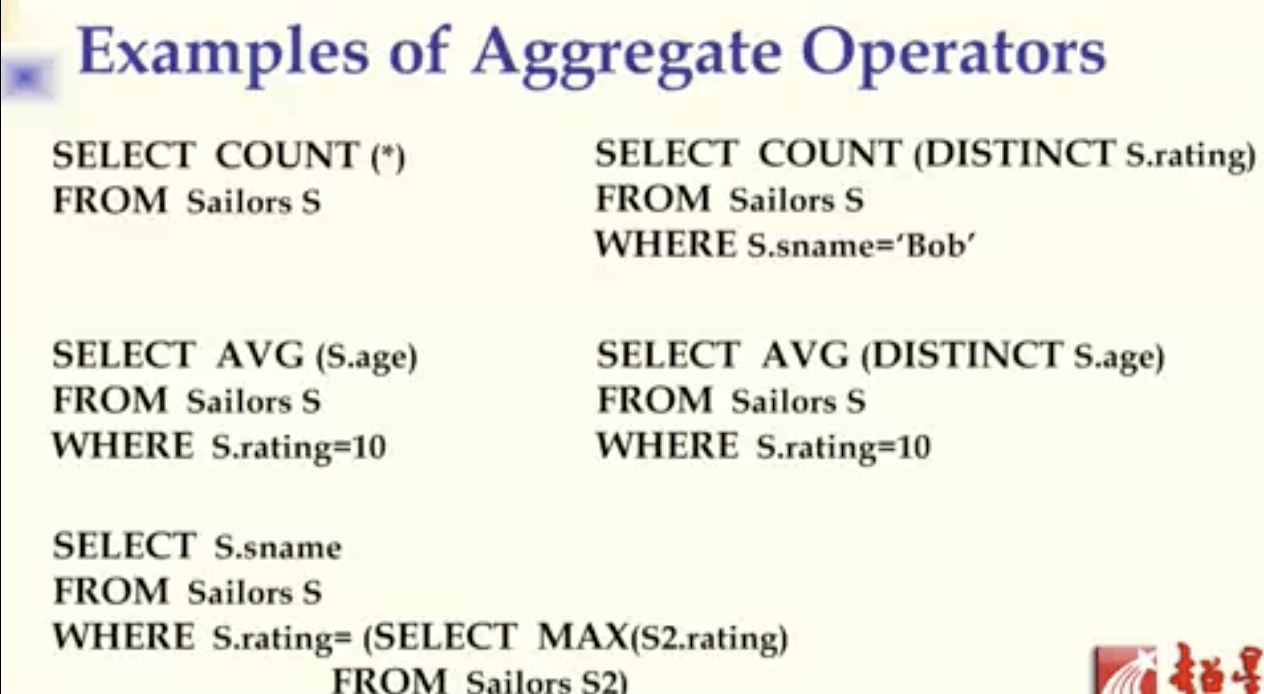 Examples of Aggregate Operators
SELECT COUNT (*)
FROM Sailors S
SELECT COUNT (DISTINCT S.rating)
FROM Sailors S
WHERE S.sname=‘Bob’
SELECT AVG (S.age)
FROM Sailors S
WHERE S.rating=10
SELECT AVG (DISTINCT S.age)
FROM Sailors S
WHERE S.rating=10
SELECT S.sname
FROM Sailors S
WHERE S.rating= (SELECT MAX(S2.rating)
FROM Sailors S2)
超星